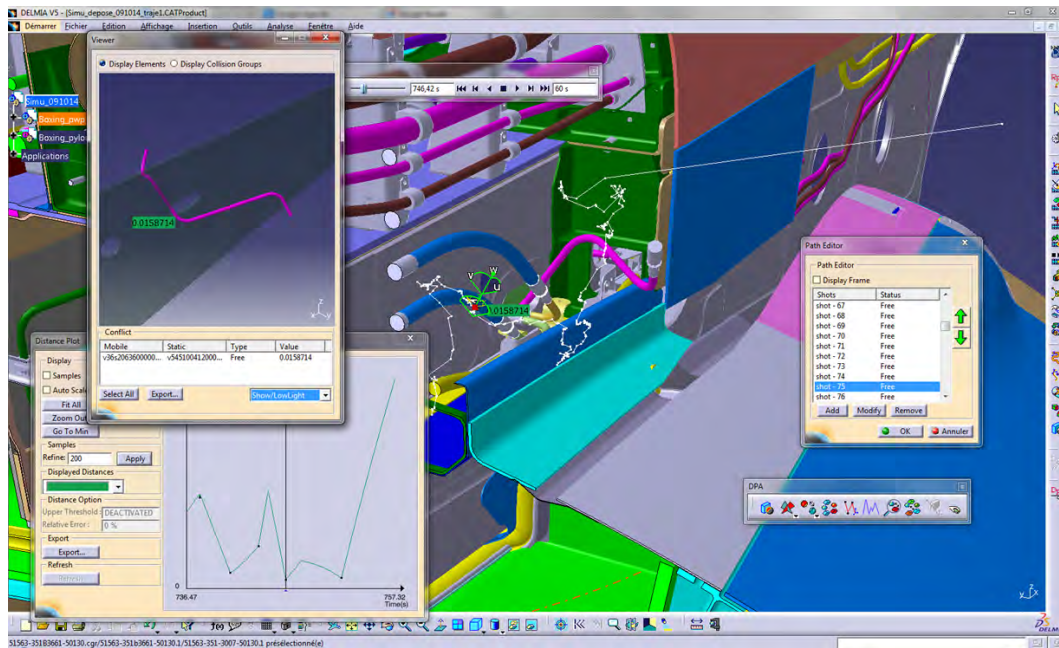 DELMIA V5 - [Simu_depose_091014_traje1.CATProduct]
Démarrer Fichier Edition Affichage Insertion Outils Analyse Fenêtre Aide
Viewer
Display Elements Display Collision Groups
746,42 s 60 s
Simu_091014
Boxing_pwp
Boxing_pylo
Applications
0.0158714
w
v
u
.0158714
z
x
Conflict
Mobile Static Type Value
v36s2063600000... v545100412000... Free 0.0158714
Select All Export... Show/LowLight
Path Editor
Path Editor
Display Frame
Shots Status
shot - 67 Free
shot - 68 Free
shot - 69 Free
shot - 70 Free
shot - 71 Free
shot - 72 Free
shot - 73 Free
shot - 74 Free
shot - 75 Free
shot - 76 Free
Add Modify Remove
OK Annuler
Distance Plot
Display
Samples
Auto Scale
Fit All
Zoom Out
Go To Min
Samples
Refine: 200 Apply
Displayed Distances
Distance Option
Upper Threshold: DEACTIVATED
Relative Error: 0 %
Export
Export...
Refresh
0
736.47 757.32
Time(s)
DPA
z
y x
f(x)
DELMIA
51563-351B3661-50130.cgr/51563-351b3661-50130.1/51563-351-3007-50130.1 présélectionné(e)